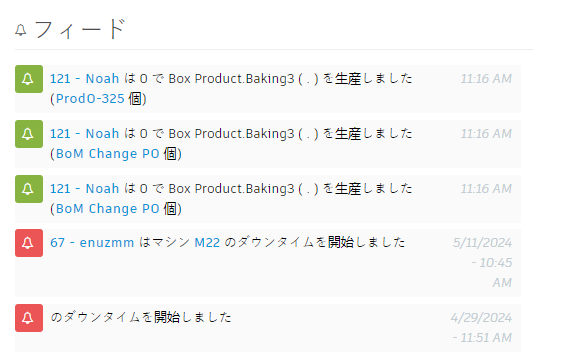 フィード
121 - Noah は 0 で Box Product.Baking3 ( . ) を生産しました
11:16 AM
(ProdO-325 個)
121 - Noah は 0 で Box Product.Baking3 ( . ) を生産しました
11:16 AM
(BoM Change PO 個)
121 - Noah は 0 で Box Product.Baking3 ( . ) を生産しました
11:16 AM
(BoM Change PO 個)
67 - enuzmm はマシン M22 のダウンタイムを開始しました
5/11/2024
- 10:45
AM
のダウンタイムを開始しました
4/29/2024
- 11:51 AM